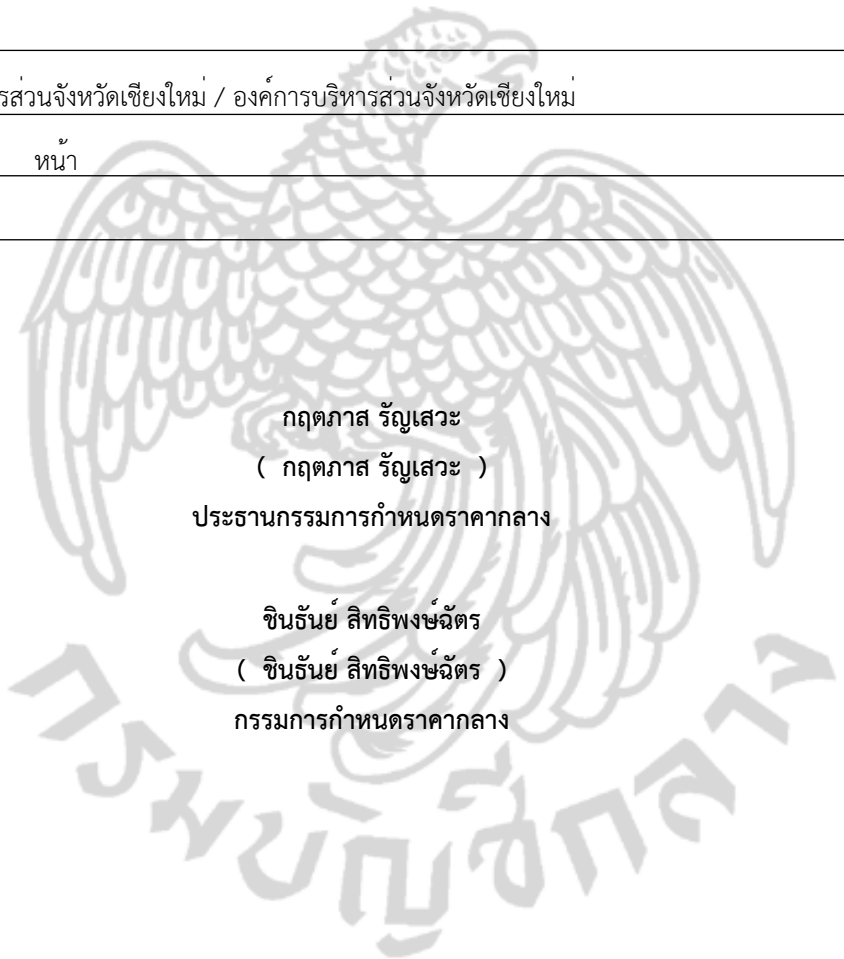 รส่วนจังหวัดเชียงใหม่ / องค์การบริหารส่วนจังหวัดเชียงใหม่
หน้า
กฤตภาส รัญเสวะ
( กฤตภาส รัญเสวะ )
ประธานกรรมการกำหนดราคากลาง
ชินธันย์ สิทธิพงษ์ฉัตร
( ชินธันย์ สิทธิพงษ์ฉัตร )
กรรมการกำหนดราคากลาง
กรมบัญชีกลาง